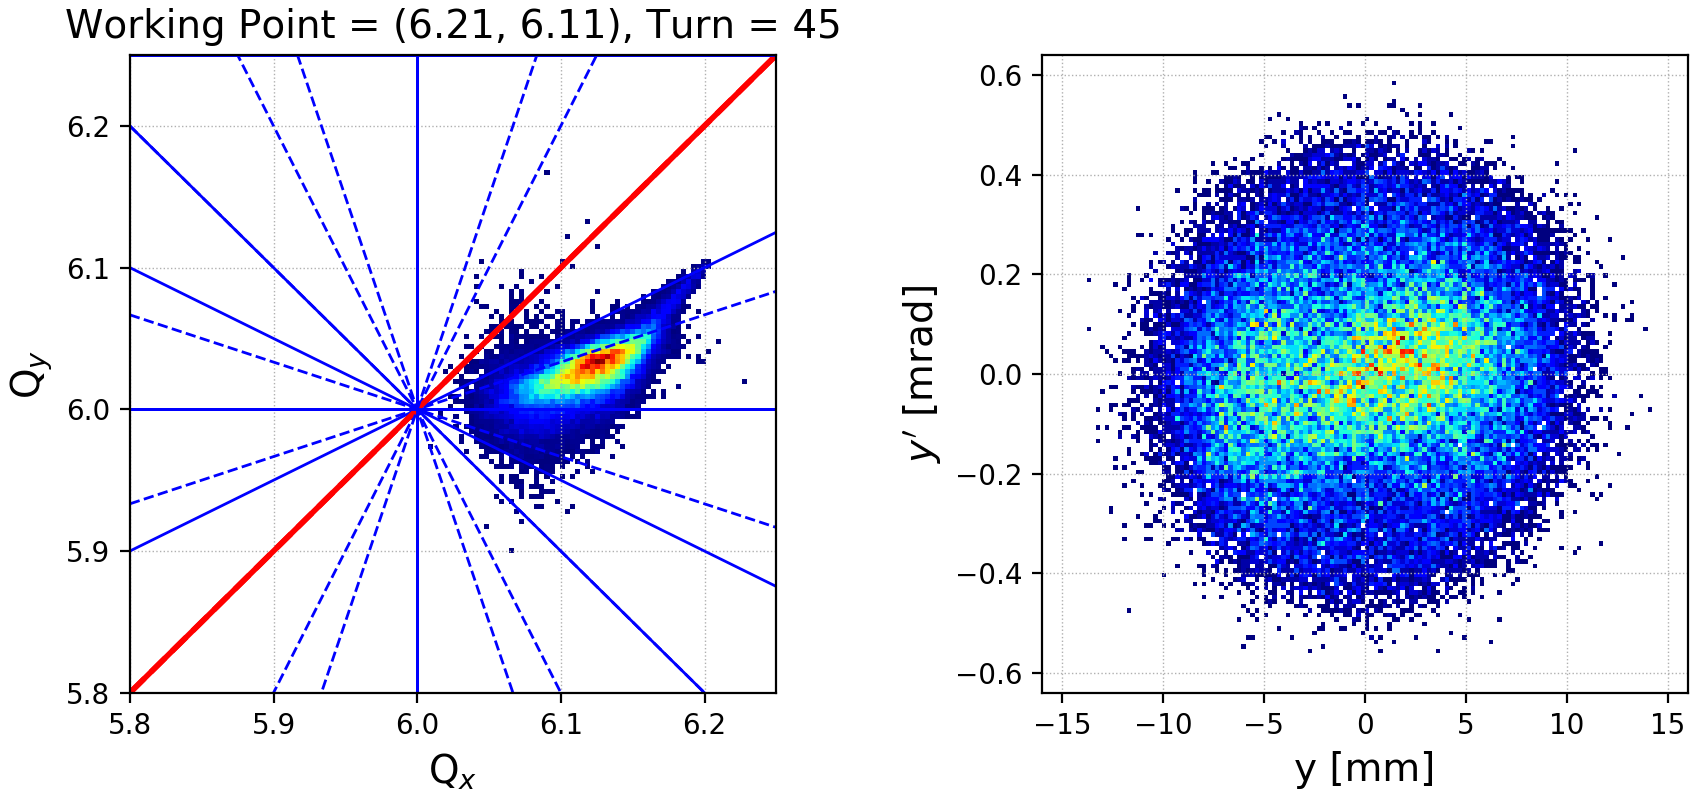 Working Point = (6.21, 6.11), Turn = 45
6.2
6.1
6.0
5.9
5.8
Q_y
5.8 5.9 6.0 6.1 6.2
Q_x
0.6
0.4
0.2
0.0
−0.2
−0.4
−0.6
y′ [mrad]
−15 −10 −5 0 5 10 15
y [mm]